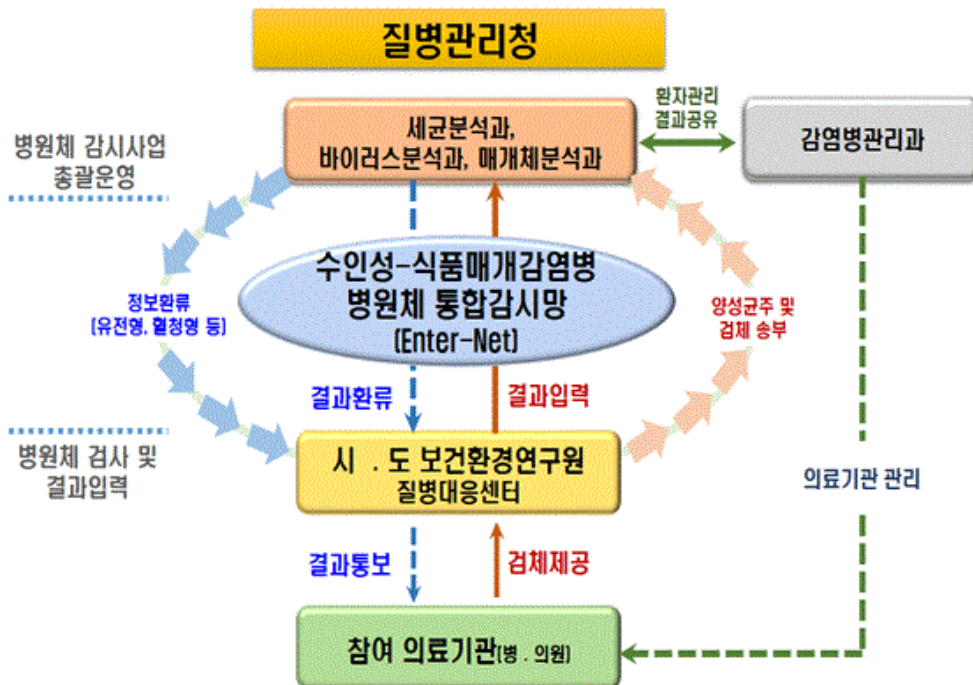 질병관리청
세균분석과,
바이러스분석과, 매개체분석과
환자관리
결과공유
감염병관리과
병원체 감시사업
총괄운영
수인성-식품매개감염병
병원체 통합감시망
(Enter-Net)
정보환류
(유전형, 혈청형 등)
양성균주 및
검체 송부
결과환류
결과입력
병원체 검사 및
결과입력
시 . 도 보건환경연구원
질병대응센터
의료기관 관리
결과통보
검체제공
참여 의료기관(병 . 의원)